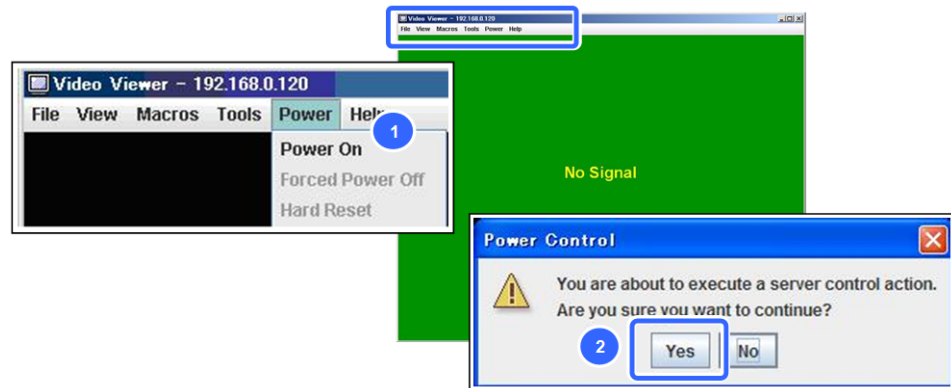 Video Viewer - 192.168.0.120
File View Macros Tools Power Help
Video Viewer - 192.168.0.120
File View Macros Tools Power Help
1
Power On
Forced Power Off
Hard Reset
No Signal
Power Control
You are about to execute a server control action.
Are you sure you want to continue?
2
Yes No